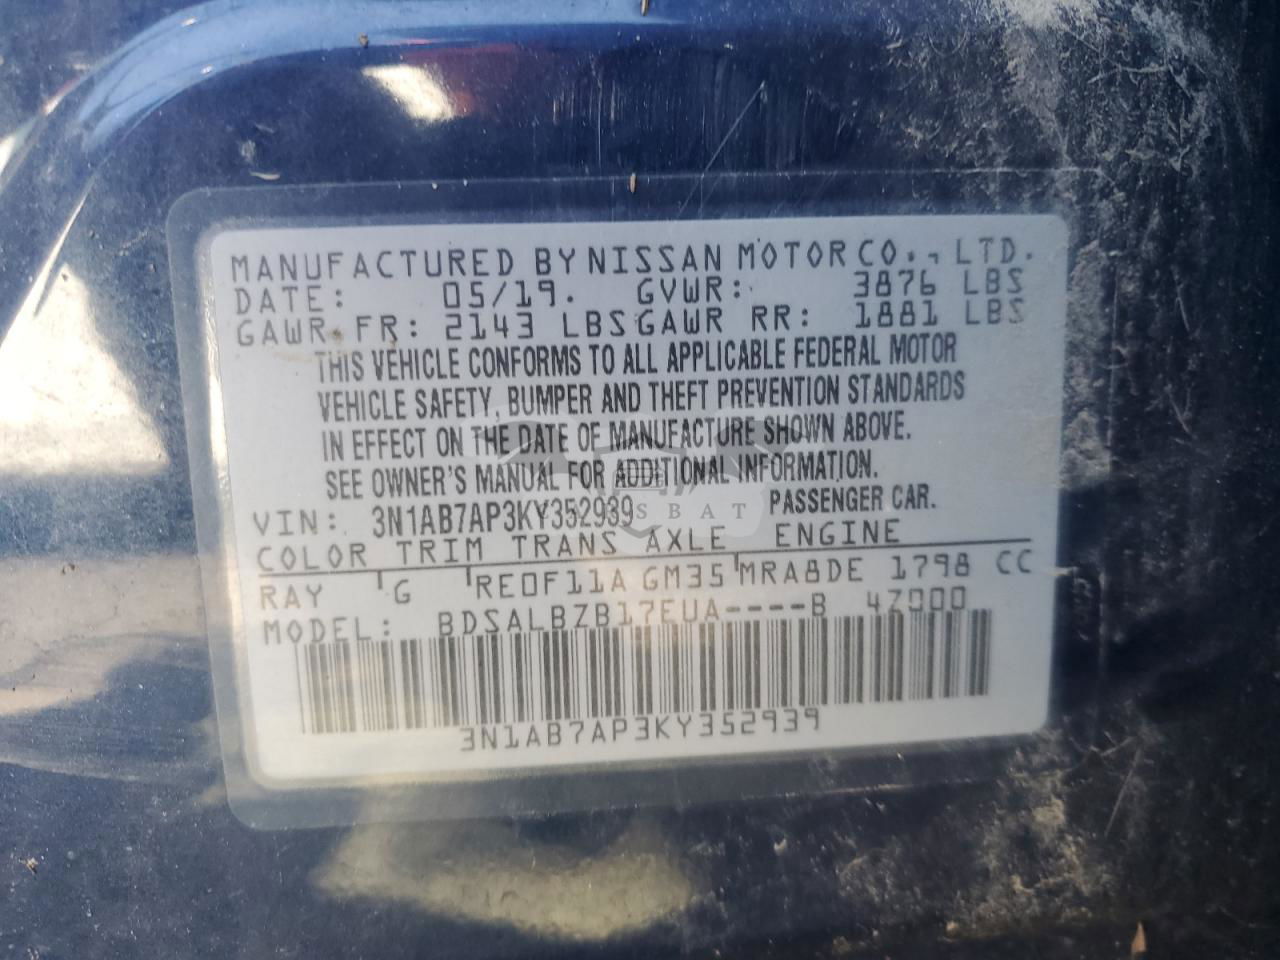 MANUFACTURED BY NISSAN MOTOR CO., LTD.
DATE: 05/19. GVWR: 3876 LBS
GAWR FR: 2143 LBS GAWR RR: 1881 LBS
THIS VEHICLE CONFORMS TO ALL APPLICABLE FEDERAL MOTOR
VEHICLE SAFETY, BUMPER AND THEFT PREVENTION STANDARDS
IN EFFECT ON THE DATE OF MANUFACTURE SHOWN ABOVE.
SEE OWNER'S MANUAL FOR ADDITIONAL INFORMATION.
VIN: 3N1AB7AP3KY352939 PASSENGER CAR.
COLOR TRIM TRANS AXLE ENGINE
RAY G RE0F11A GM35 MRA8DE 1798 CC
MODEL: BDSALBZB17EUA----B 4Z000
3N1AB7AP3KY352939